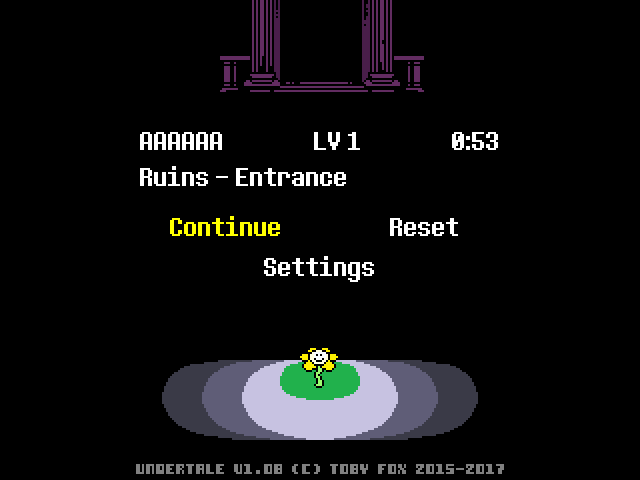 AAAAAA LV 1 0:53
Ruins - Entrance
Continue Reset
Settings
UNDERTALE V1.08 (C) TOBY FOX 2015-2017